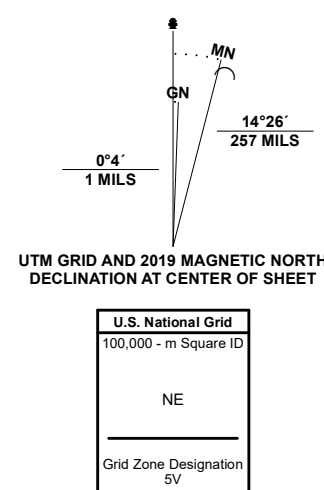 MN
GN
14°26´
257 MILS
0°4´
1 MILS
UTM GRID AND 2019 MAGNETIC NORTH
DECLINATION AT CENTER OF SHEET
U.S. National Grid
100,000 - m Square ID
NE
Grid Zone Designation
5V